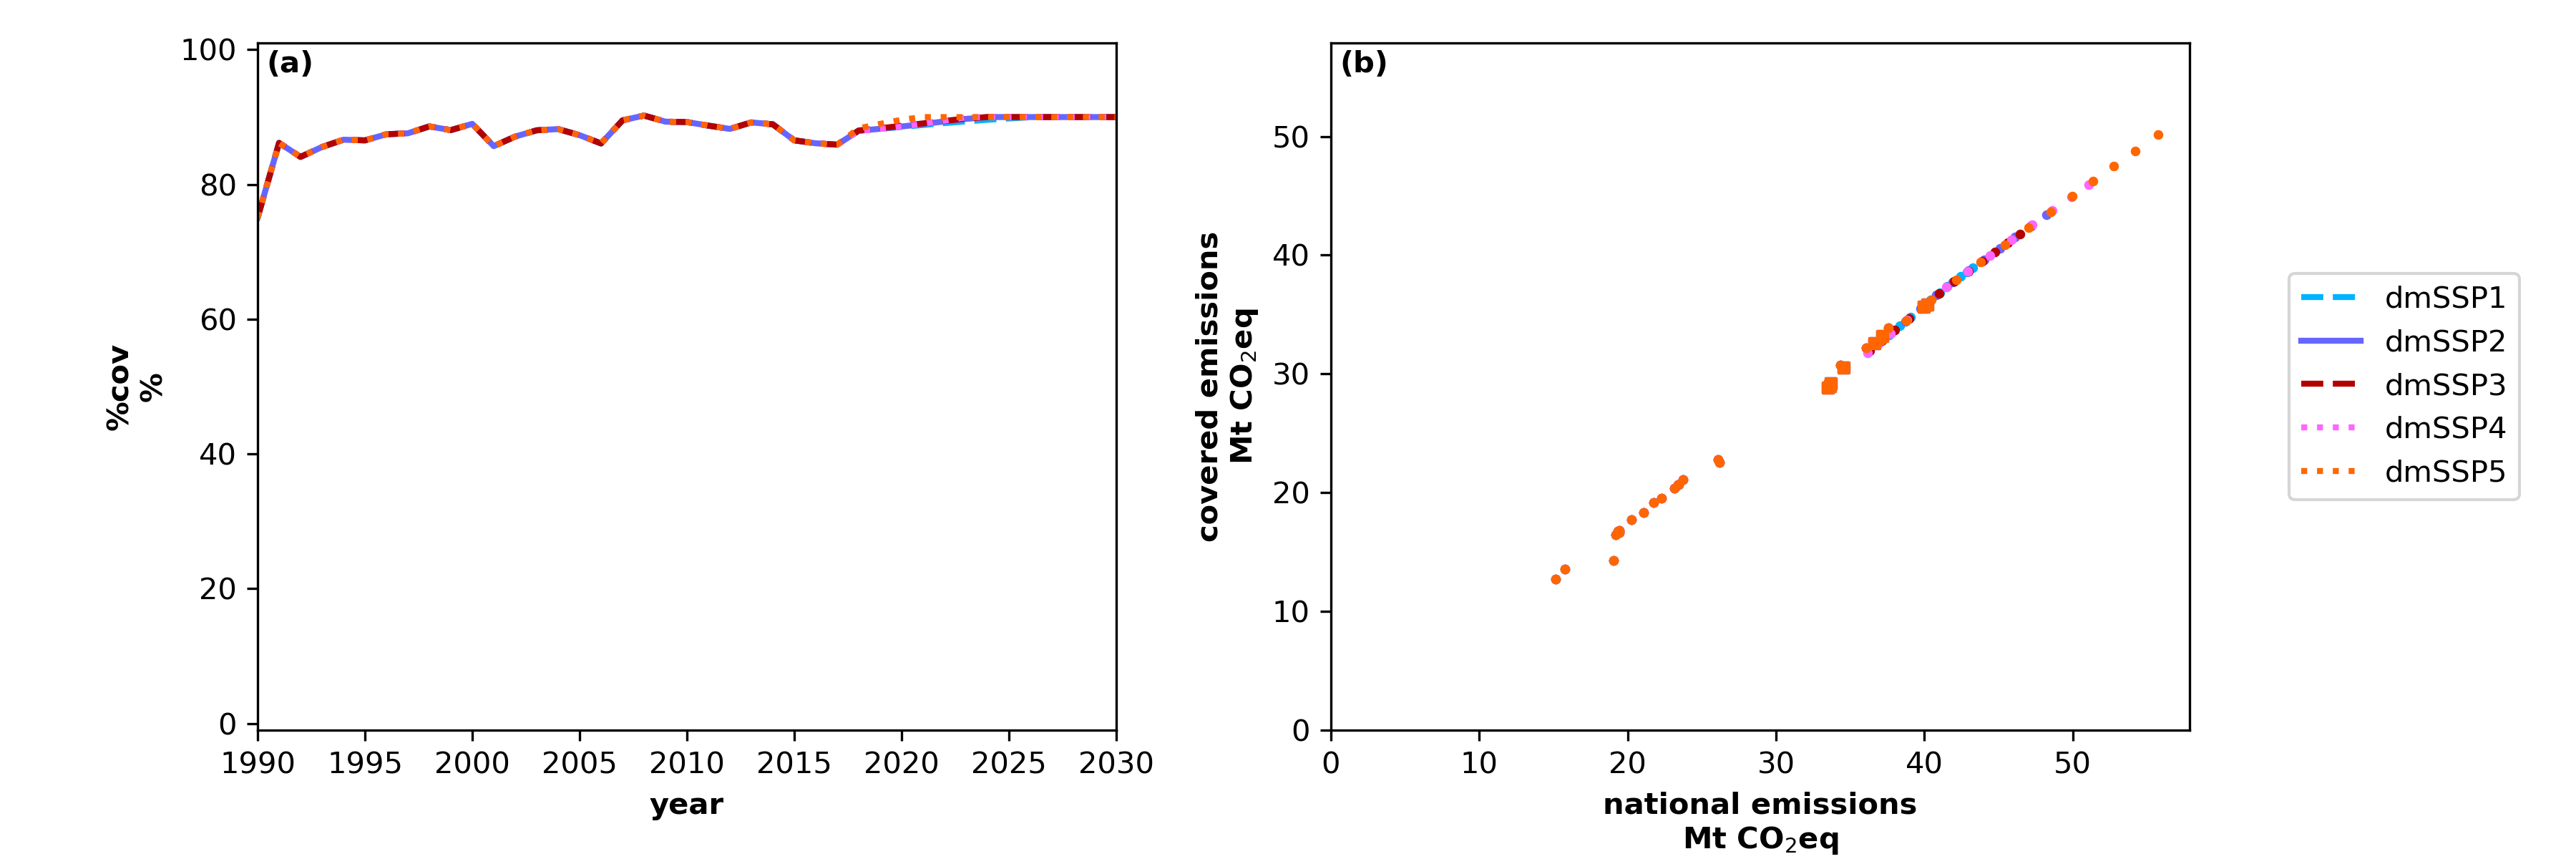 (a)
100
80
60
40
20
0
%cov
%
1990 1995 2000 2005 2010 2015 2020 2025 2030
year
(b)
50
40
30
20
10
0
covered emissions
Mt CO₂eq
0 10 20 30 40 50
national emissions
Mt CO₂eq
dmSSP1
dmSSP2
dmSSP3
dmSSP4
dmSSP5